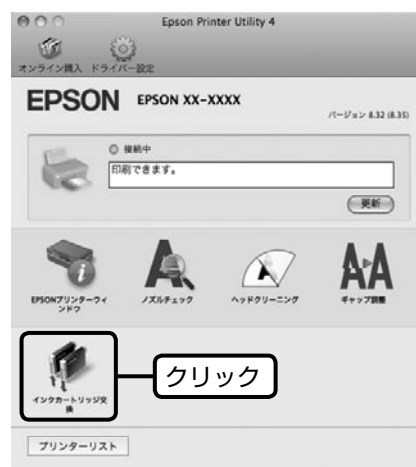 Epson Printer Utility 4
オンライン購入 ドライバー設定
EPSON EPSON XX-XXXX
バージョン 8.32 (8.35)
接続中
印刷できます。
更新
EPSONプリンターウィ
ンドウ
ノズルチェック
ヘッドクリーニング
ギャップ調整
インクカートリッジ交
換
クリック
プリンターリスト